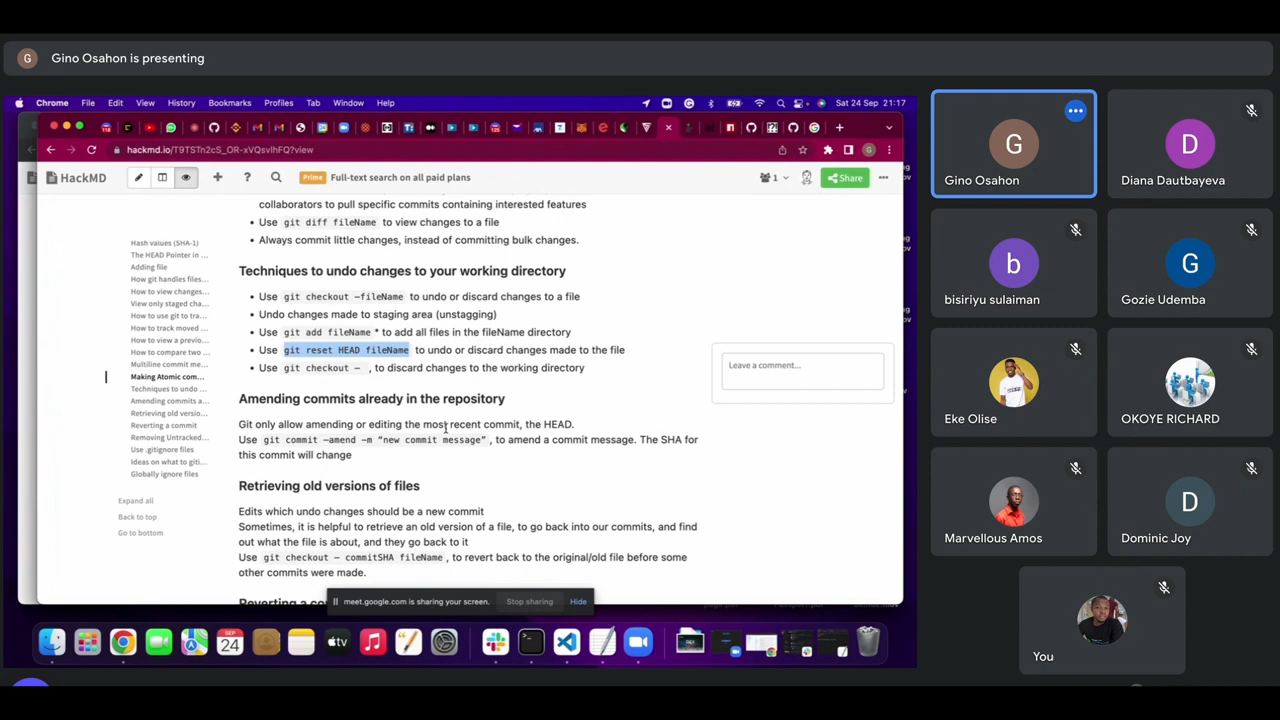 G Gino Osahon is presenting
Chrome File Edit View History Bookmarks Profiles Tab Window Help Sat 24 Sep 21:17
hackmd.io/T9TSTn2cS_OR-xVQsvIhFQ?view
HackMD
Prime Full-text search on all paid plans
1
Share
collaborators to pull specific commits containing interested features
• Use git diff fileName to view changes to a file
• Always commit little changes, instead of committing bulk changes.
Techniques to undo changes to your working directory
• Use git checkout —fileName to undo or discard changes to a file
• Undo changes made to staging area (unstagging)
• Use git add fileName * to add all files in the fileName directory
• Use git reset HEAD fileName to undo or discard changes made to the file
• Use git checkout — , to discard changes to the working directory
Amending commits already in the repository
Git only allow amending or editing the most recent commit, the HEAD.
Use git commit —amend -m “new commit message” , to amend a commit message. The SHA for
this commit will change
Retrieving old versions of files
Edits which undo changes should be a new commit
Sometimes, it is helpful to retrieve an old version of a file, to go back into our commits, and find
out what the file is about, and they go back to it
Use git checkout — commitSHA fileName , to revert back to the original/old file before some
other commits were made.
Hash values (SHA-1)
The HEAD Pointer in ...
Adding file
How git handles files...
How to view changes...
View only staged cha...
How to use git to tra...
How to track moved ...
How to view a previo...
How to compare two ...
Multiline commit me...
Making Atomic com...
Techniques to undo ...
Amending commits a...
Retrieving old versio...
Reverting a commit
Removing Untracked...
Use .gitignore files
Ideas on what to giti...
Globally ignore files
Expand all
Back to top
Go to bottom
Leave a comment...
meet.google.com is sharing your screen. Stop sharing Hide
SEP
24
tv
G
Gino Osahon
D
Diana Dautbayeva
b
bisiriyu sulaiman
G
Gozie Udemba
Eke Olise
OKOYE RICHARD
Marvellous Amos
D
Dominic Joy
You